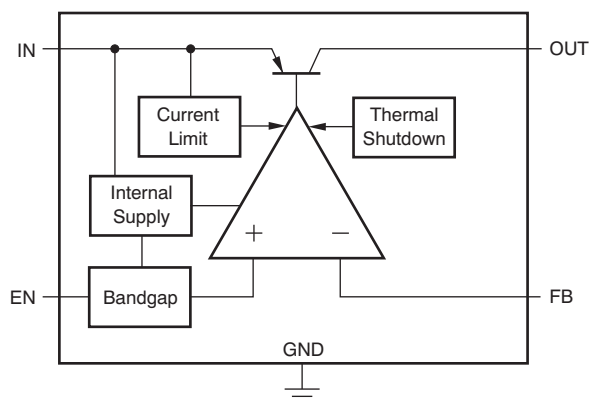 IN
OUT
Current
Limit
Thermal
Shutdown
Internal
Supply
+
−
EN
Bandgap
FB
GND